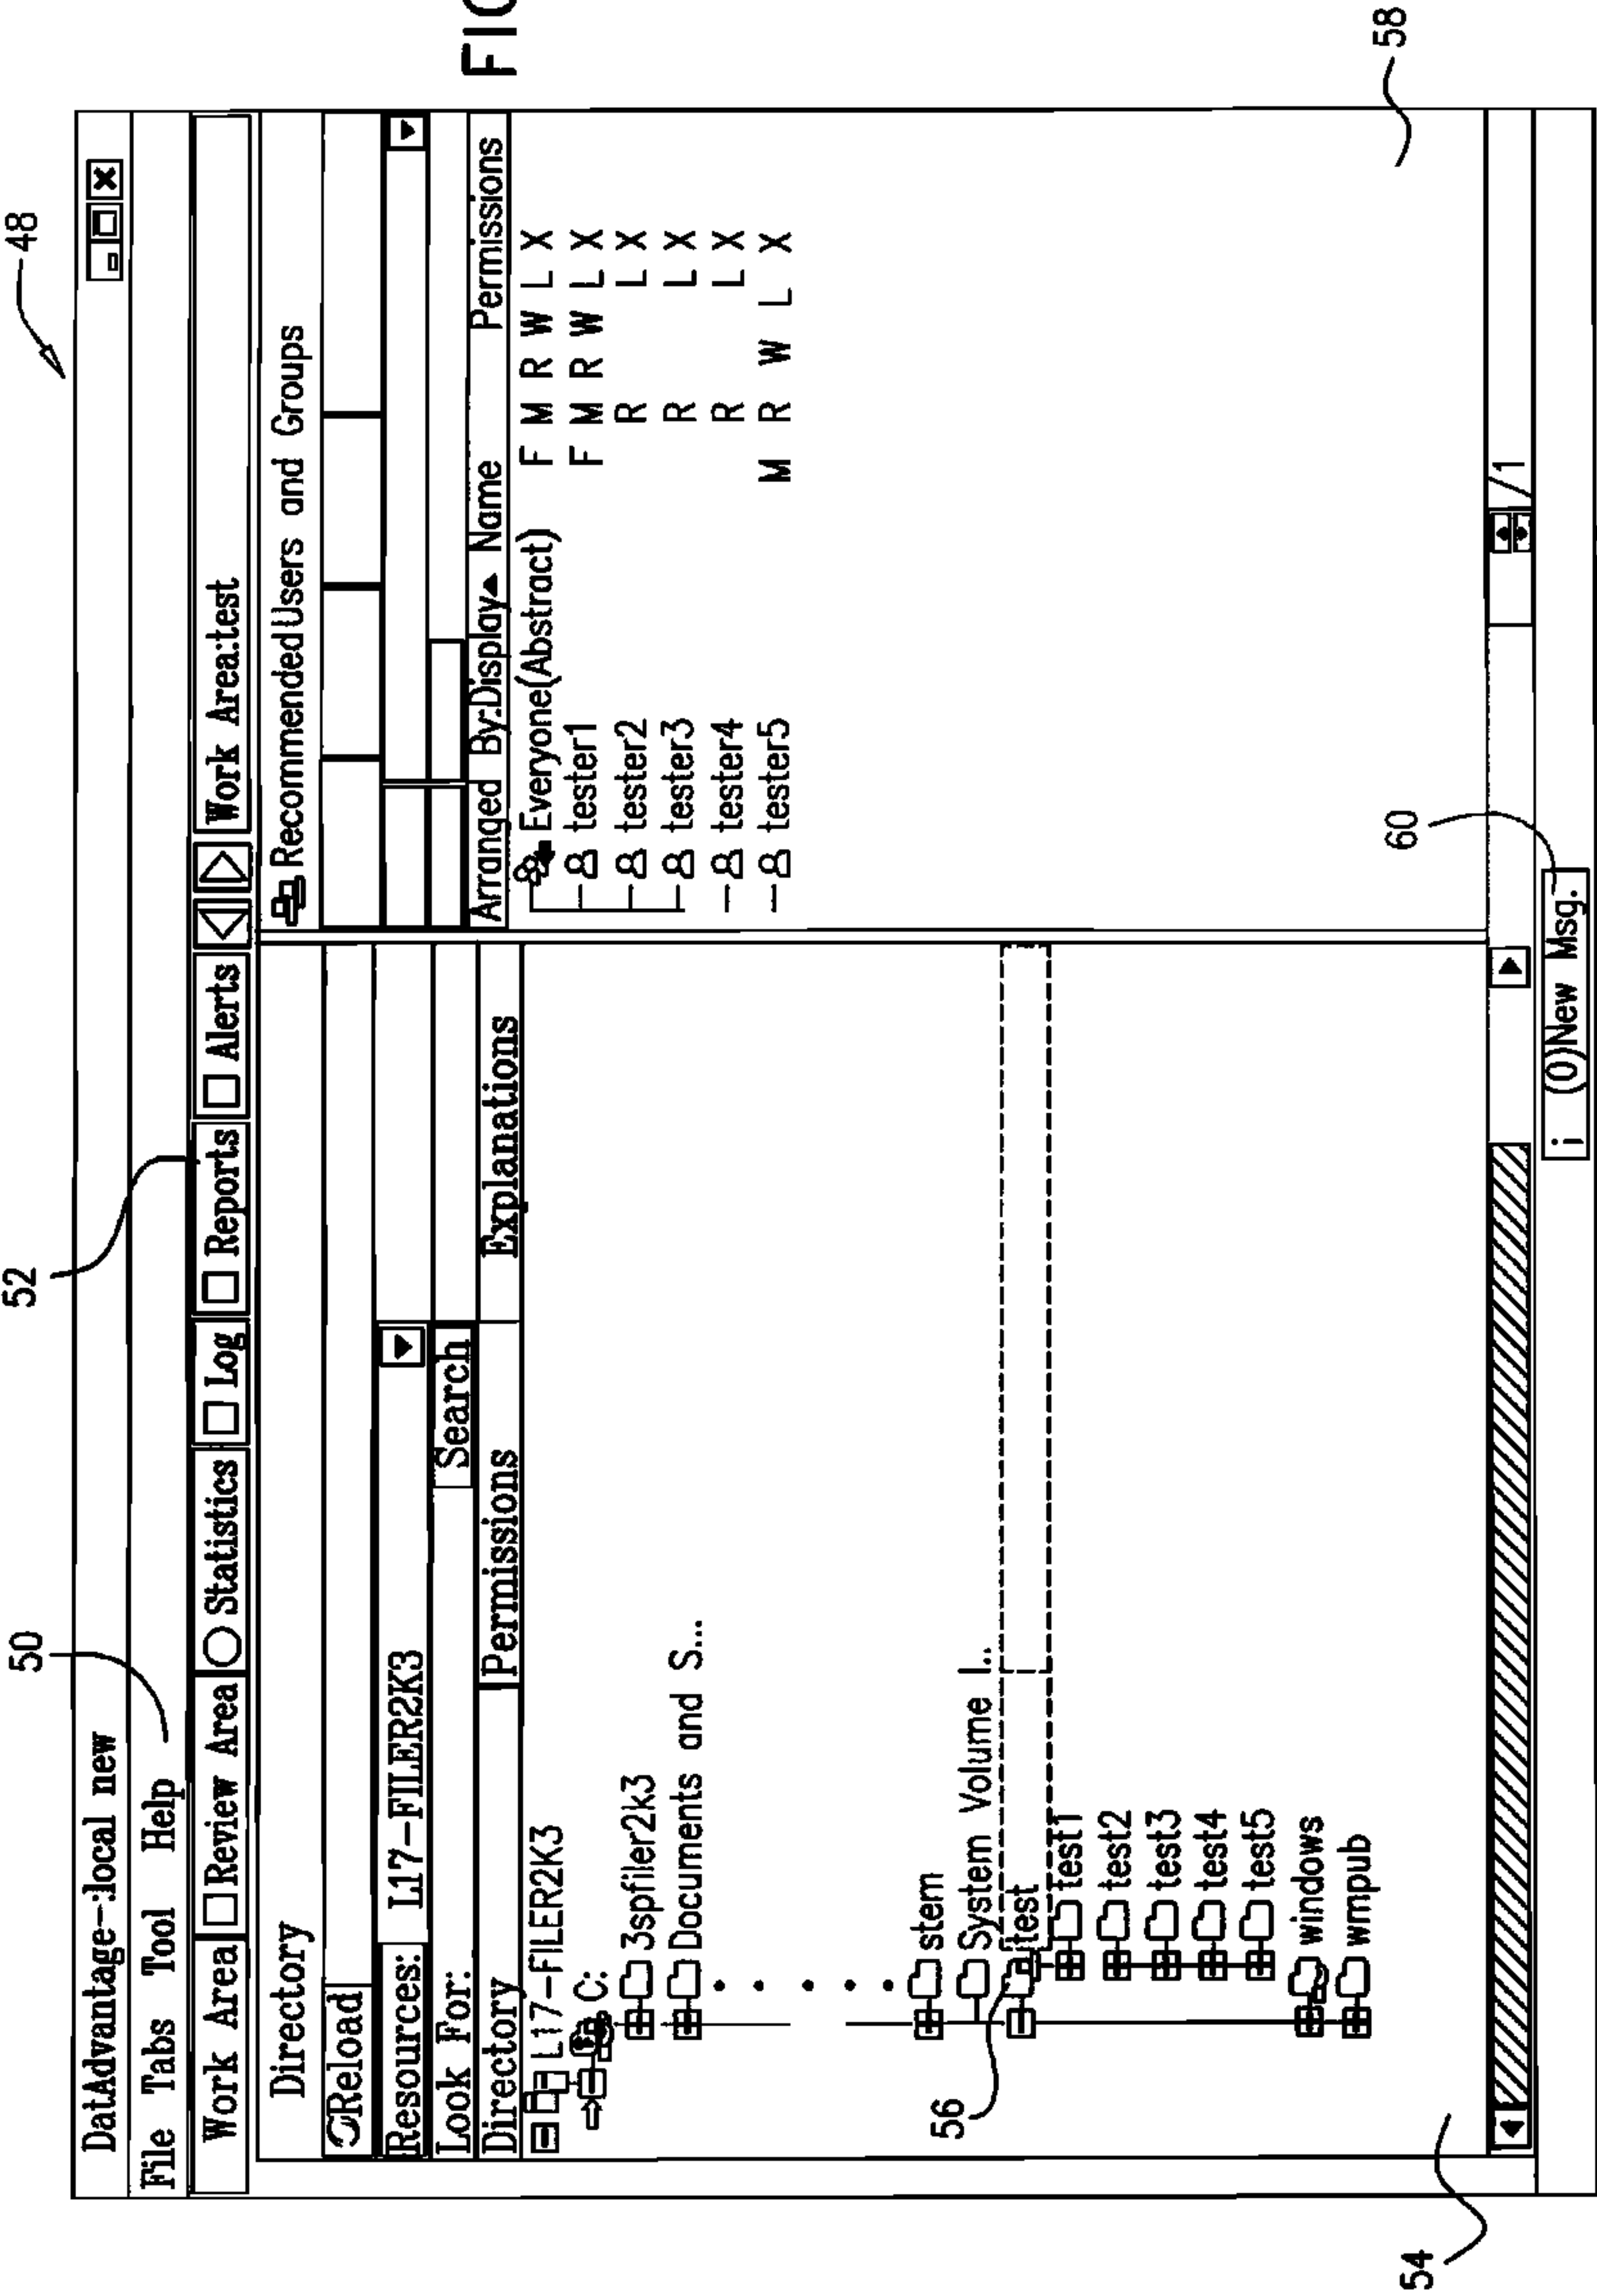 48
DatAdvantage-:local new
File Tabs Tool Help
50
52
Work Area Review Area Statistics Log Reports Alerts Work Area:test
Directory
Reload
Resources: L17-FILER2K3
Look For: Search
Directory Permissions Explanations
L17-FILER2K3
C:
3spfiler2k3
Documents and S...
stem
System Volume I..
56
test
test1
test2
test3
test4
test5
windows
wmpub
54
RecommendedUsers and Groups
Arranged By:Display Name Permissions
Everyone(Abstract) F M R W L X
tester1 F M R W L X
tester2 R L X
tester3 R L X
tester4 R L X
tester5 M R W L X
/1
58
60
i (0)New Msg.